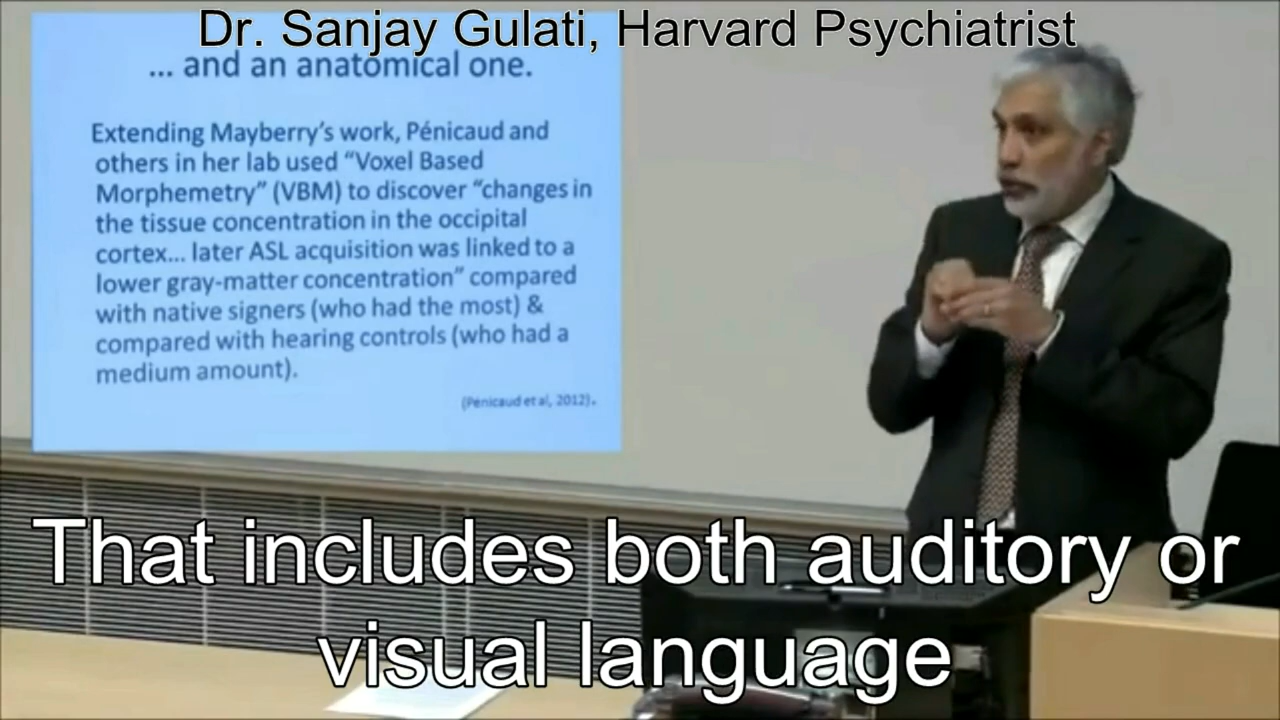 Dr. Sanjay Gulati, Harvard Psychiatrist
... and an anatomical one.
Extending Mayberry's work, Pénicaud and
others in her lab used "Voxel Based
Morphemetry" (VBM) to discover "changes in
the tissue concentration in the occipital
cortex... later ASL acquisition was linked to a
lower gray-matter concentration" compared
with native signers (who had the most) &
compared with hearing controls (who had a
medium amount).
(Pénicaud et al, 2012).
That includes both auditory or
visual language